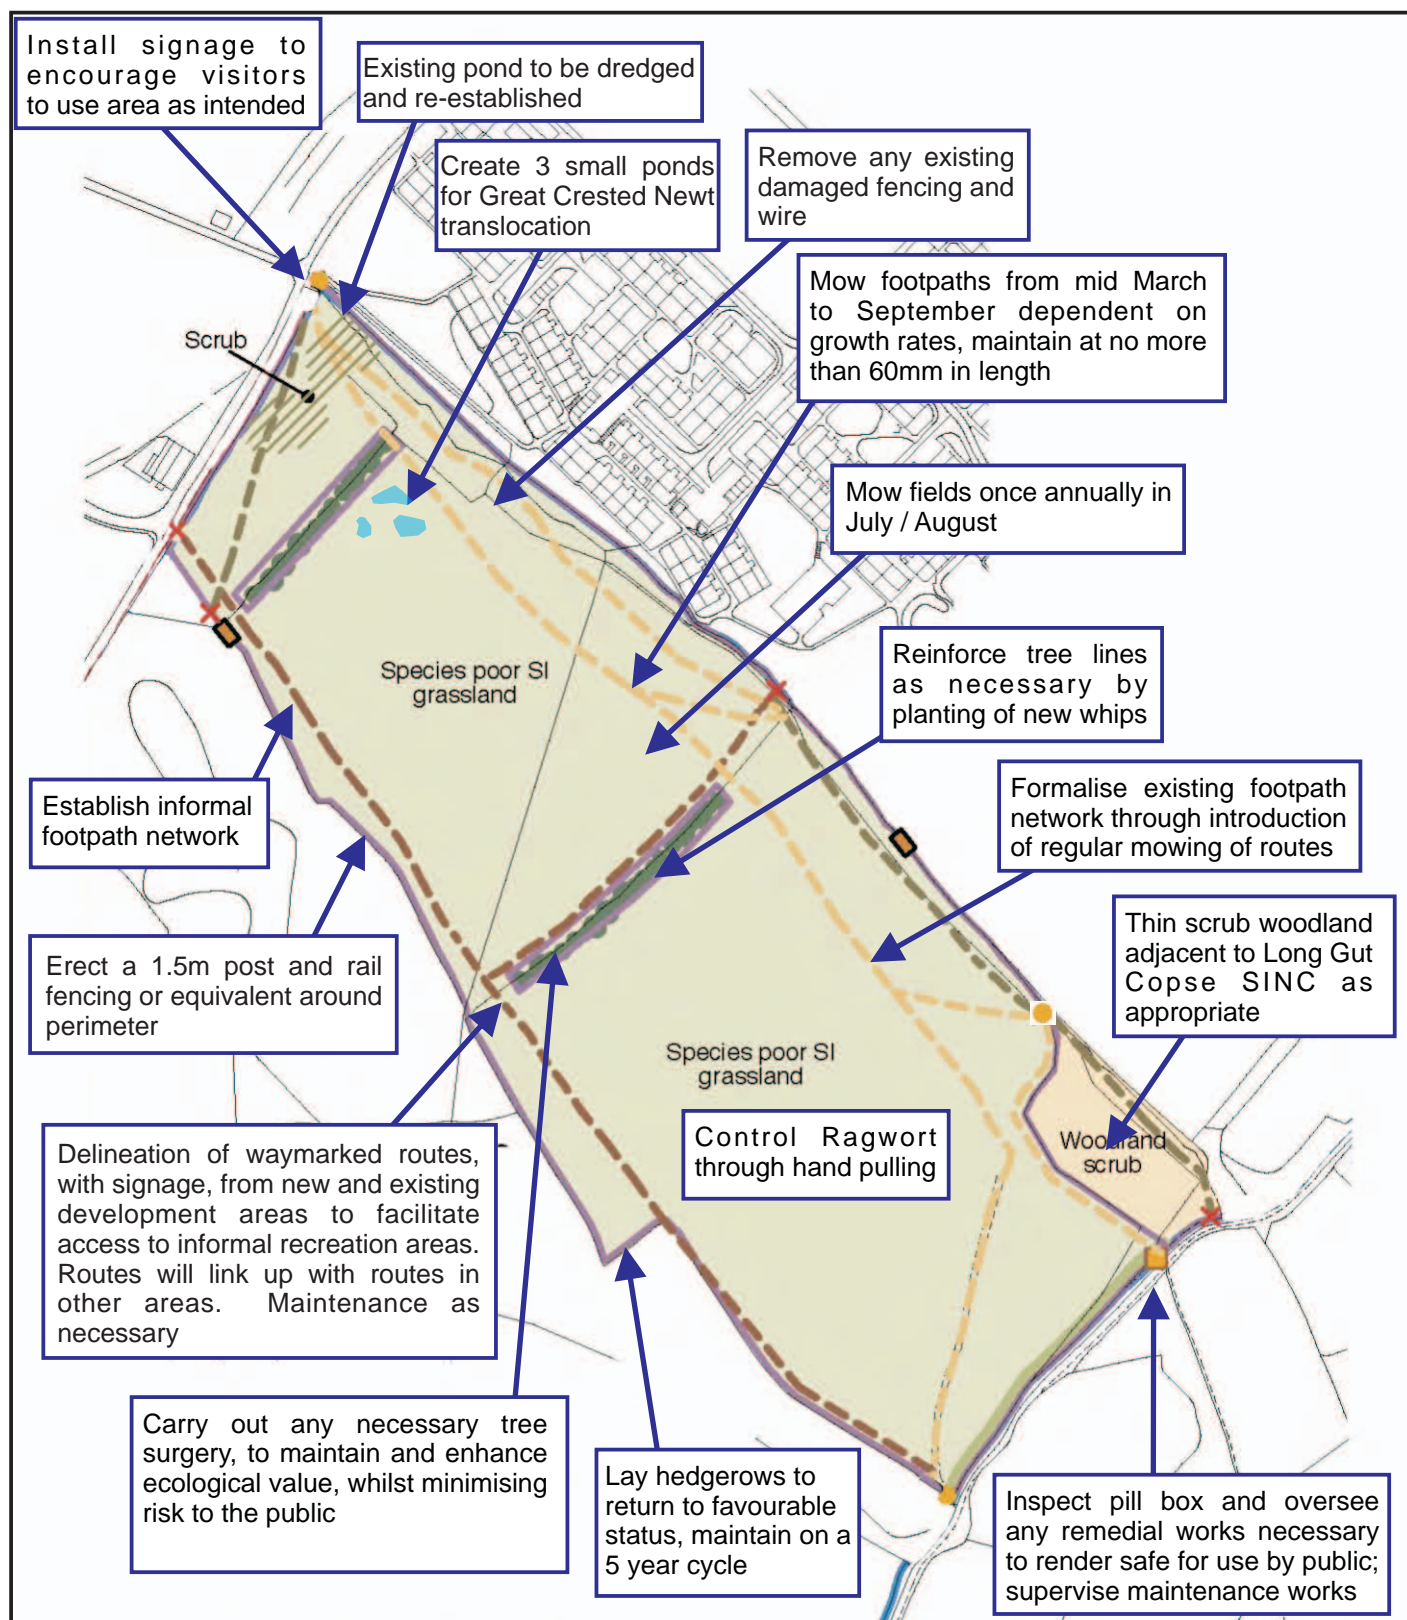 Install signage to
encourage visitors
to use area as intended
Existing pond to be dredged
and re-established
Create 3 small ponds
for Great Crested Newt
translocation
Remove any existing
damaged fencing and
wire
Mow footpaths from mid March
to September dependent on
growth rates, maintain at no more
than 60mm in length
Scrub
Mow fields once annually in
July / August
Species poor SI
grassland
Reinforce tree lines
as necessary by
planting of new whips
Establish informal
footpath network
Formalise existing footpath
network through introduction
of regular mowing of routes
Thin scrub woodland
adjacent to Long Gut
Copse SINC as
appropriate
Erect a 1.5m post and rail
fencing or equivalent around
perimeter
Species poor SI
grassland
Control Ragwort
through hand pulling
Woodland
scrub
Delineation of waymarked routes,
with signage, from new and existing
development areas to facilitate
access to informal recreation areas.
Routes will link up with routes in
other areas. Maintenance as
necessary
Carry out any necessary tree
surgery, to maintain and enhance
ecological value, whilst minimising
risk to the public
Lay hedgerows to
return to favourable
status, maintain on a
5 year cycle
Inspect pill box and oversee
any remedial works necessary
to render safe for use by public;
supervise maintenance works